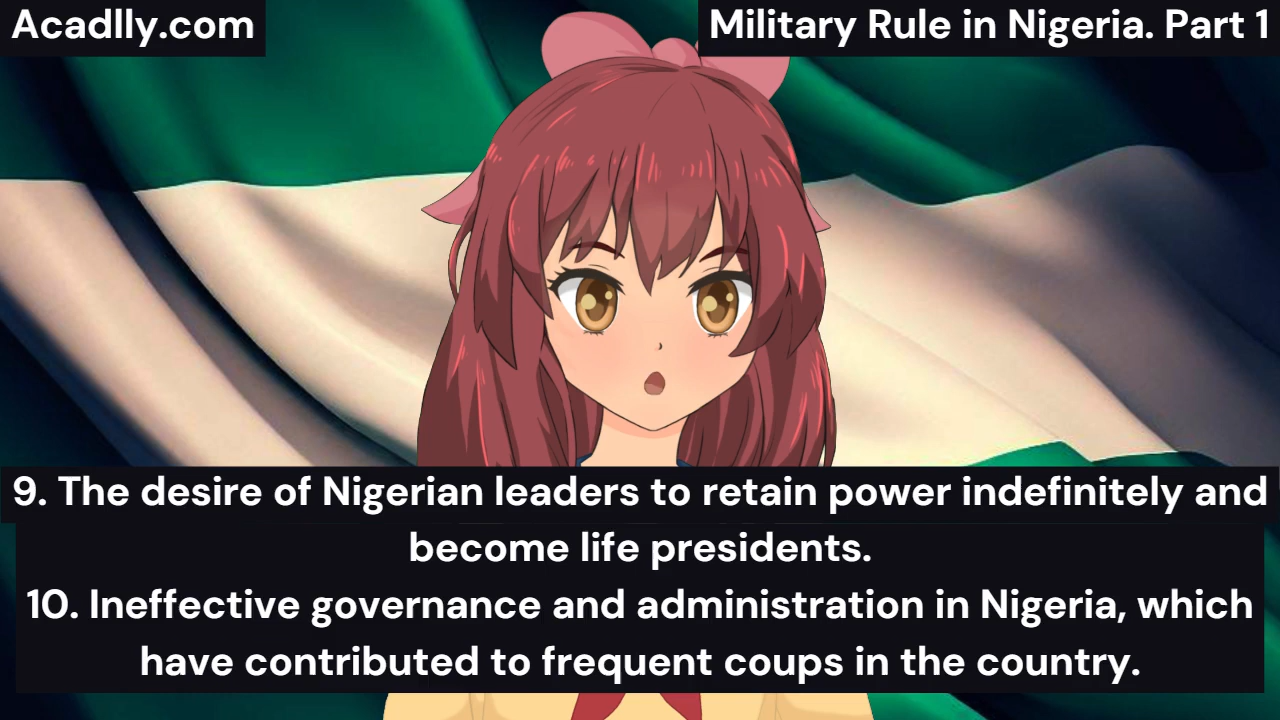 Acadlly.com
Military Rule in Nigeria. Part 1
9. The desire of Nigerian leaders to retain power indefinitely and
become life presidents.
10. Ineffective governance and administration in Nigeria, which
have contributed to frequent coups in the country.